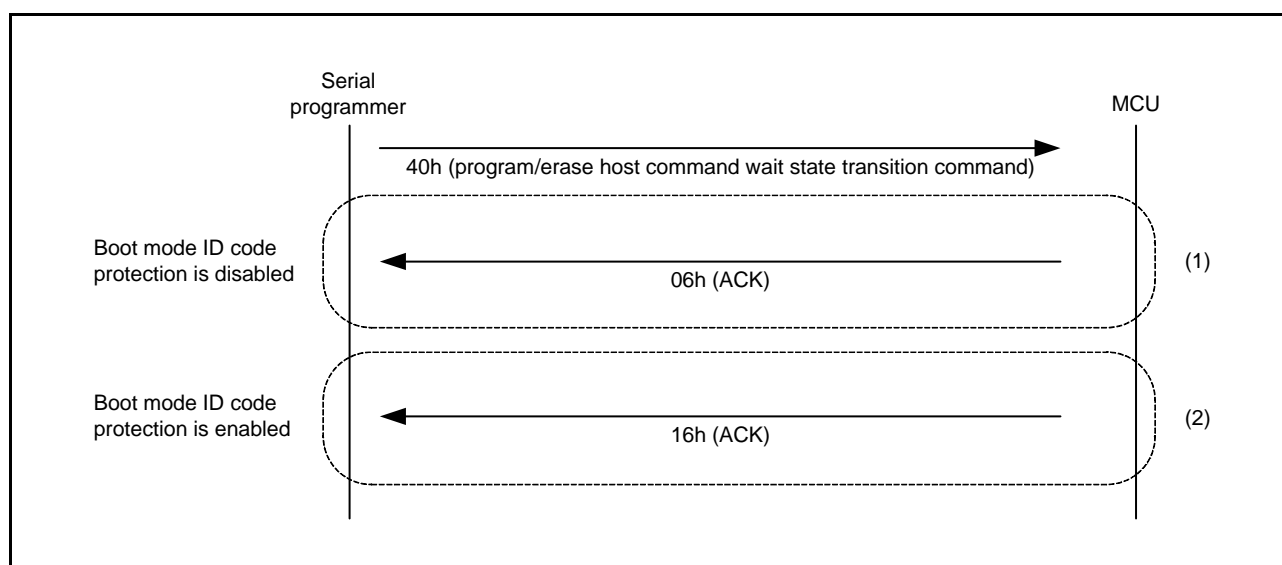 Serial
programmer
MCU
40h (program/erase host command wait state transition command)
Boot mode ID code
protection is disabled
06h (ACK)
(1)
Boot mode ID code
protection is enabled
16h (ACK)
(2)